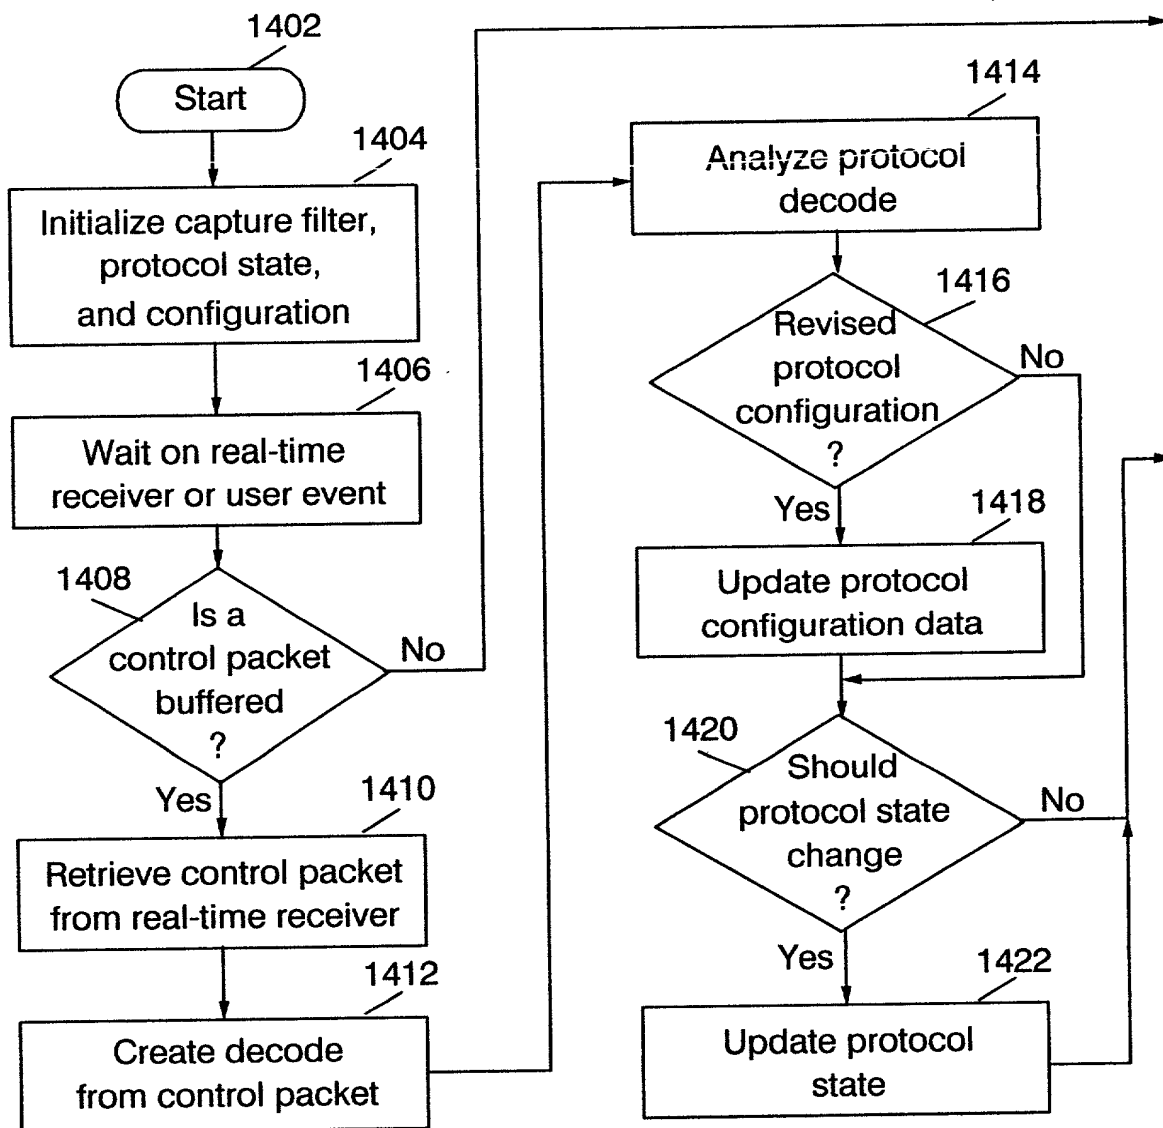 1402
Start
1404
Initialize capture filter,
protocol state,
and configuration
1406
Wait on real-time
receiver or user event
1408
Is a
control packet
buffered
?
No
Yes
1410
Retrieve control packet
from real-time receiver
1412
Create decode
from control packet
1414
Analyze protocol
decode
1416
Revised
protocol
configuration
?
No
Yes
1418
Update protocol
configuration data
1420
Should
protocol state
change
?
No
Yes
1422
Update protocol
state